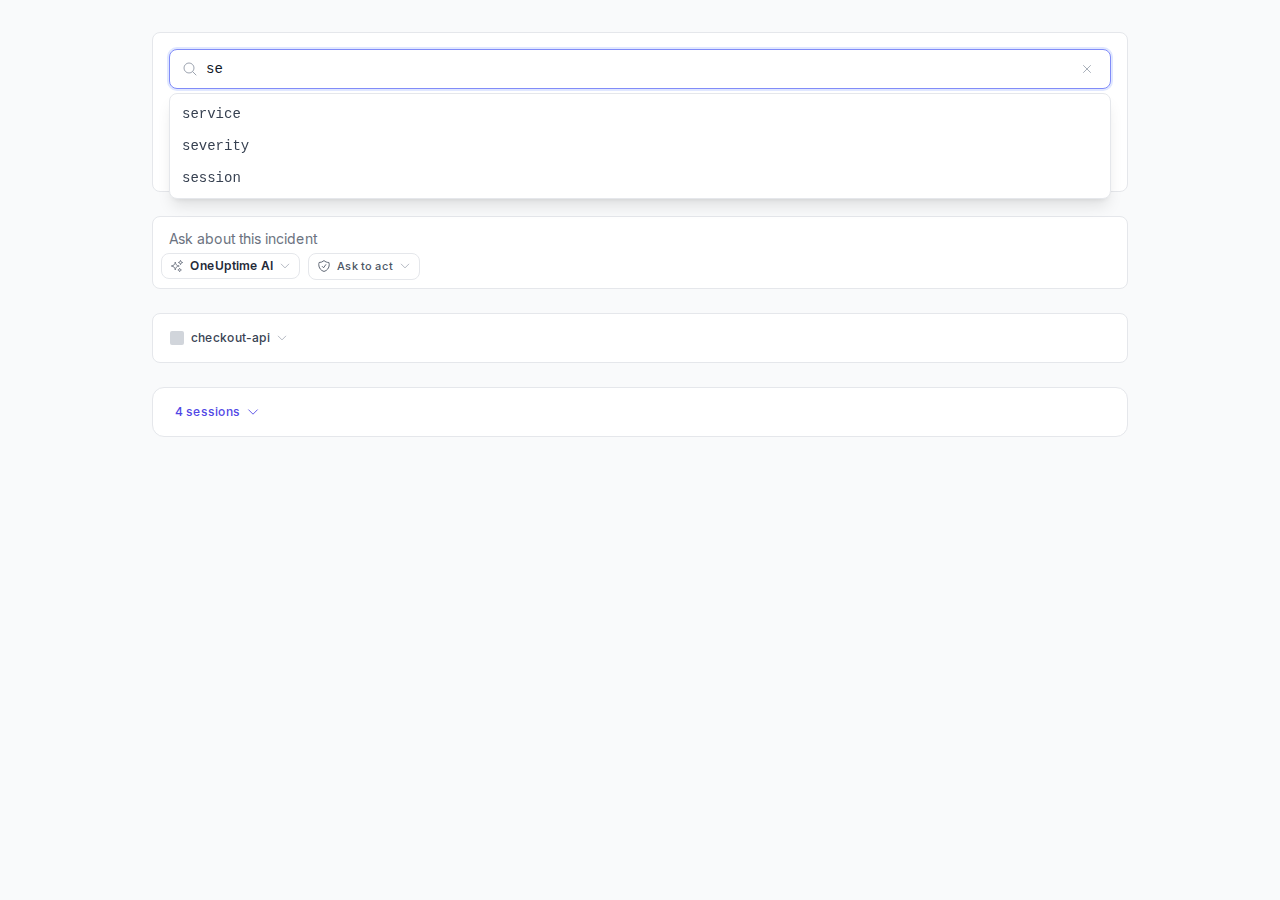 se
service
severity
session
Ask about this incident
OneUptime AI Ask to act
checkout-api
4 sessions